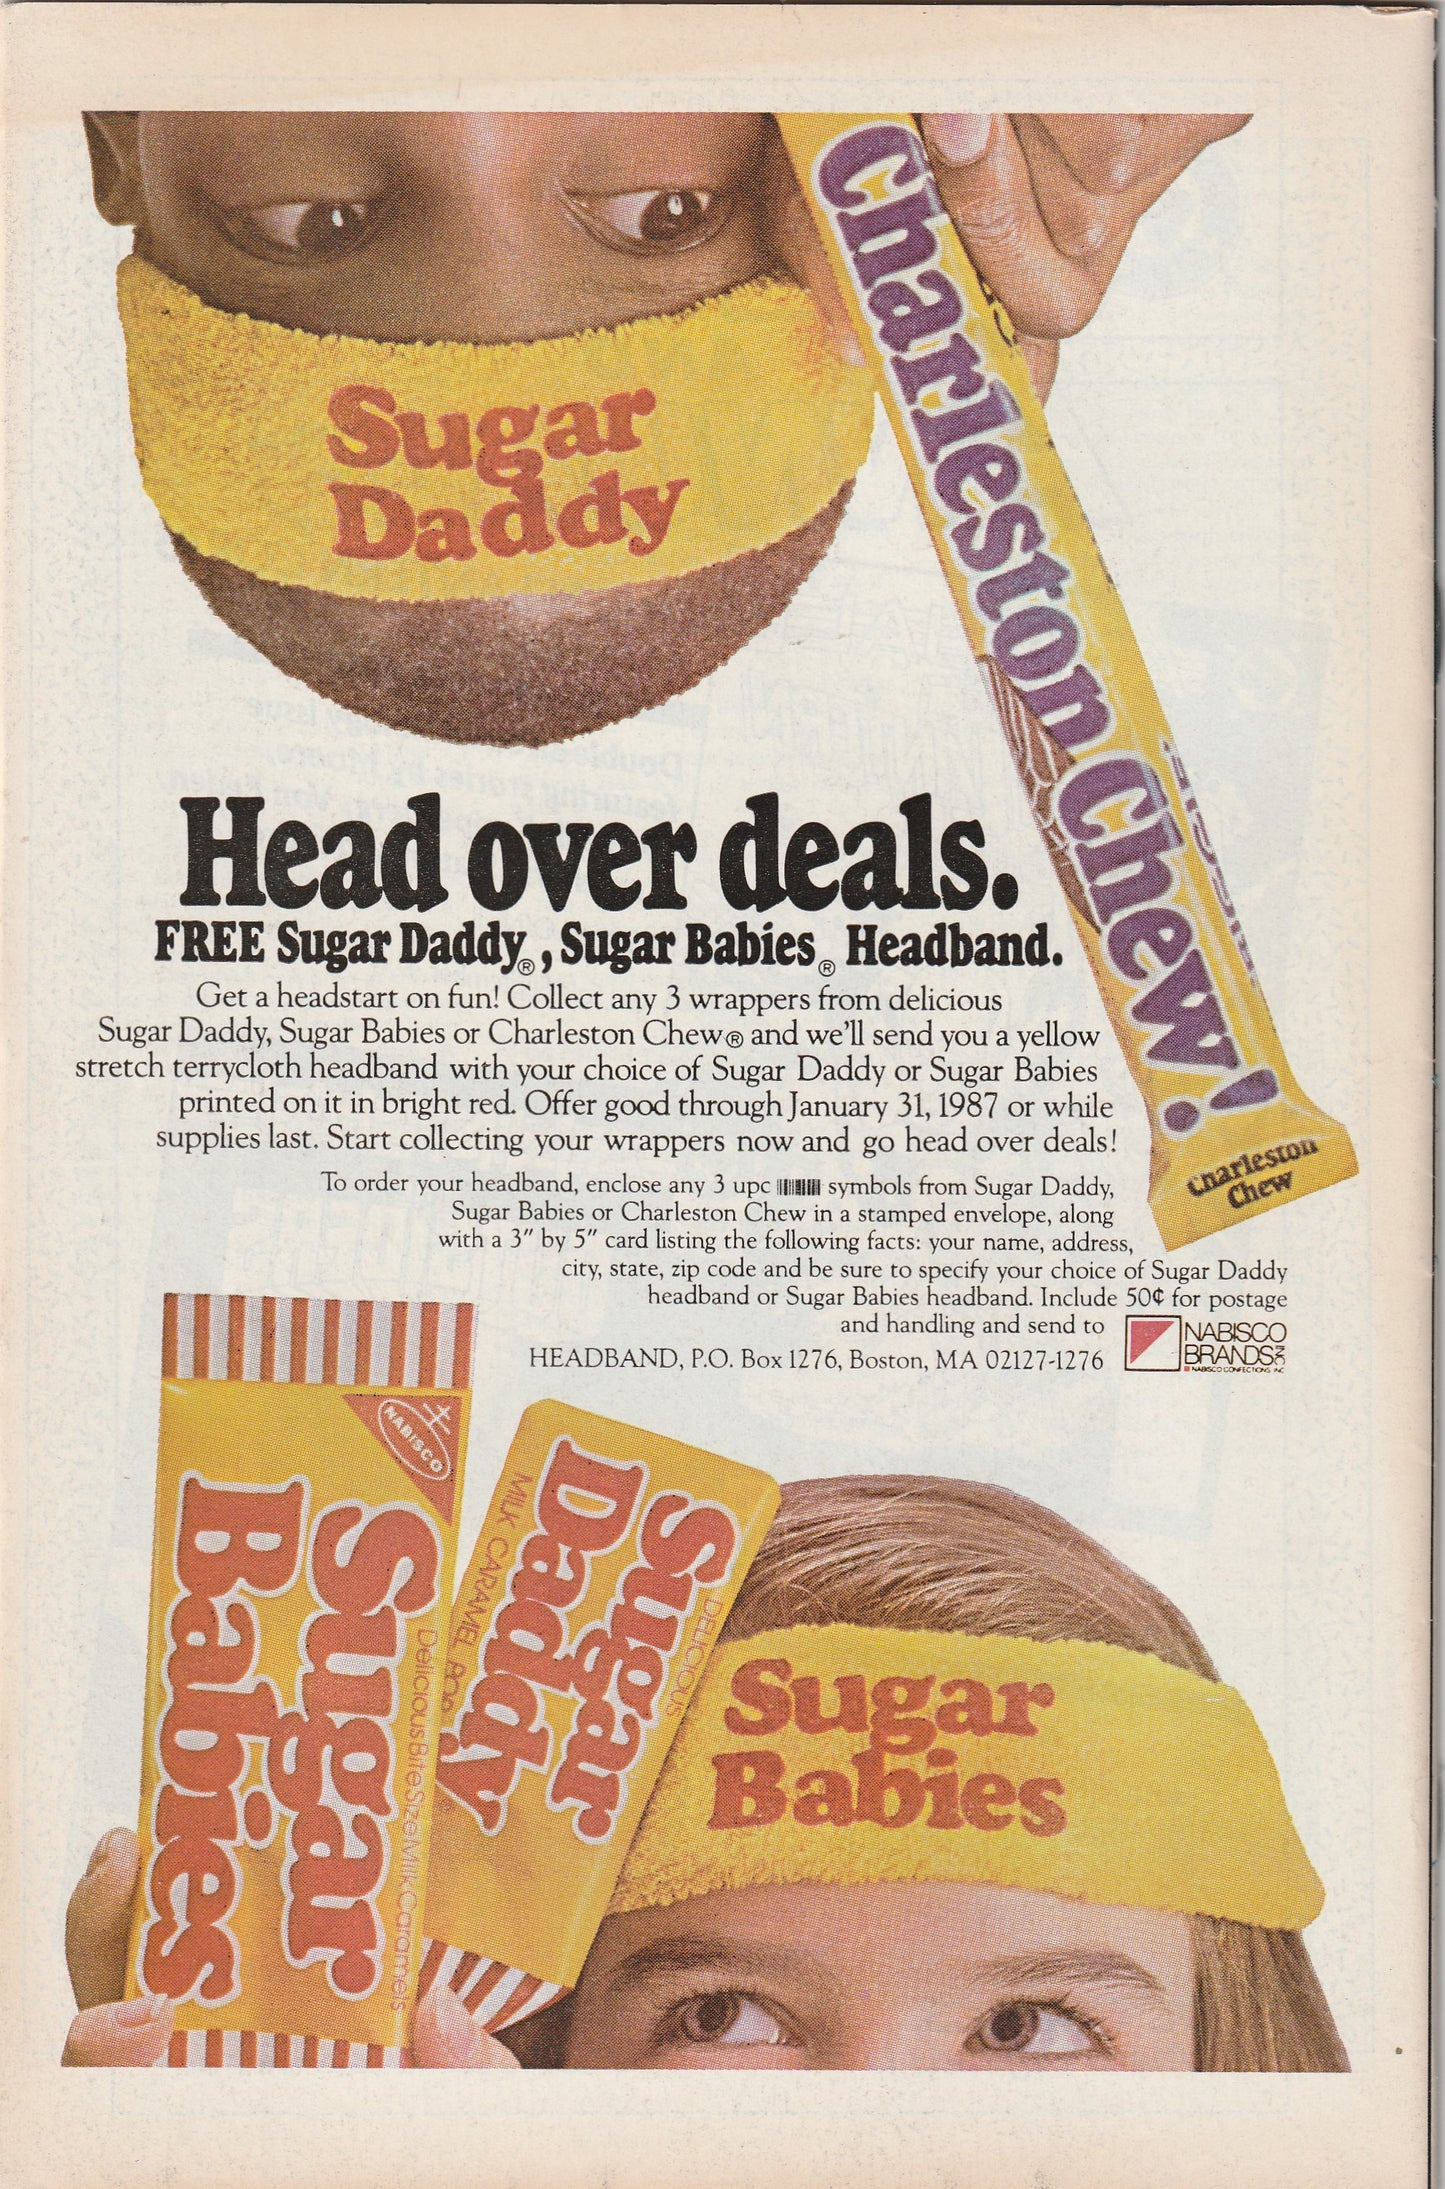 Sugar
Daddy
Charleston Chew!
Charleston
Chew
Head over deals.
FREE Sugar Daddy®, Sugar Babies® Headband.
Get a headstart on fun! Collect any 3 wrappers from delicious
Sugar Daddy, Sugar Babies or Charleston Chew® and we'll send you a yellow
stretch terrycloth headband with your choice of Sugar Daddy or Sugar Babies
printed on it in bright red. Offer good through January 31, 1987 or while
supplies last. Start collecting your wrappers now and go head over deals!
To order your headband, enclose any 3 upc symbols from Sugar Daddy,
Sugar Babies or Charleston Chew in a stamped envelope, along
with a 3" by 5" card listing the following facts: your name, address,
city, state, zip code and be sure to specify your choice of Sugar Daddy
headband or Sugar Babies headband. Include 50¢ for postage
and handling and send to
HEADBAND, P.O. Box 1276, Boston, MA 02127-1276
NABISCO
BRANDS INC
NABISCO CONFECTIONS INC
NABISCO
Sugar
Babies
Delicious Bite Size Milk Caramels
DELICIOUS
Sugar
Daddy
MILK CARAMEL POP
Sugar
Babies